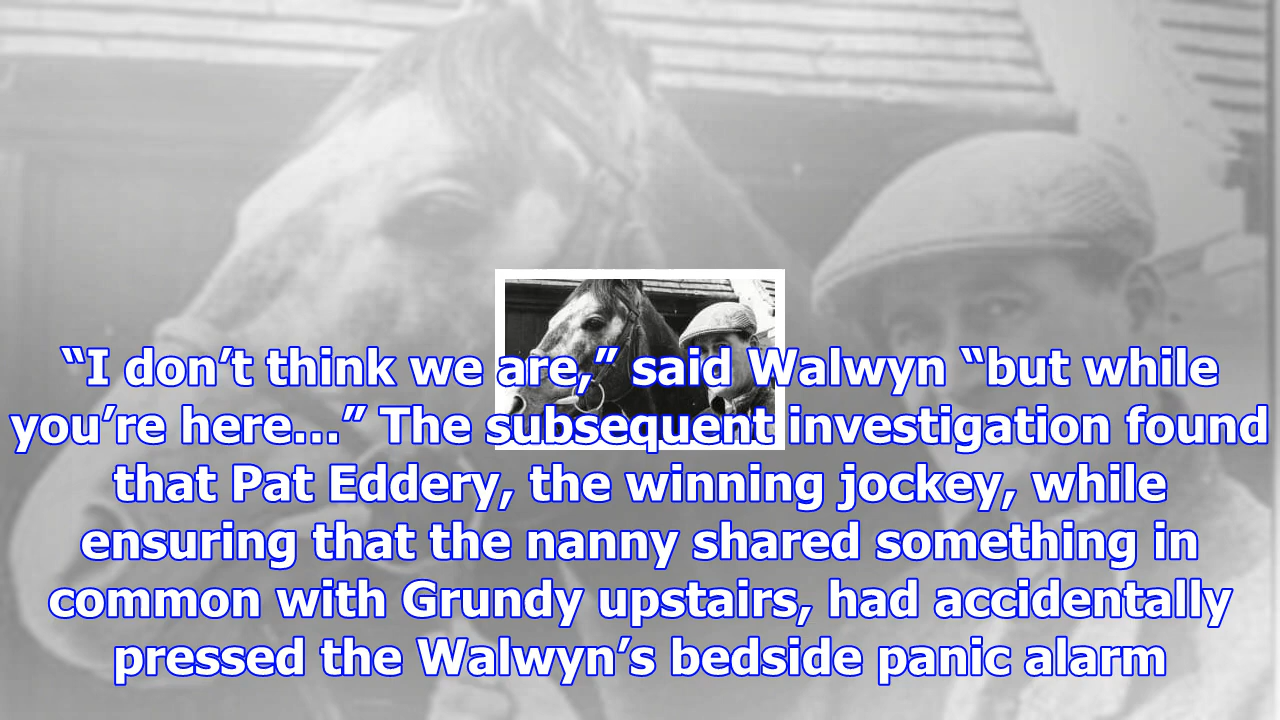 “I don’t think we are,” said Walwyn “but while
you’re here...” The subsequent investigation found
that Pat Eddery, the winning jockey, while
ensuring that the nanny shared something in
common with Grundy upstairs, had accidentally
pressed the Walwyn’s bedside panic alarm